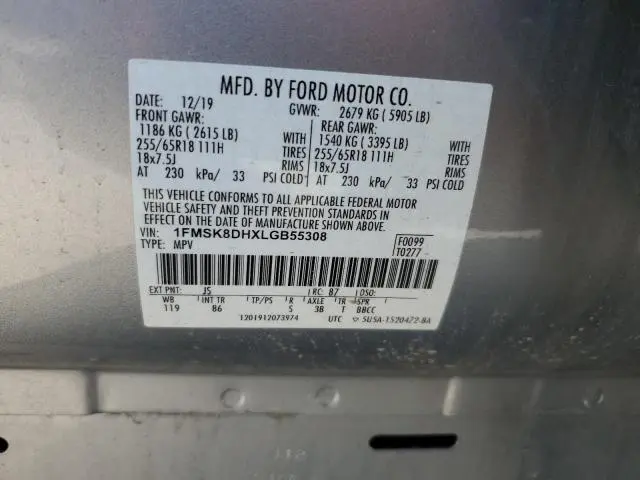 MFD. BY FORD MOTOR CO.
DATE: 12/19 GVWR: 2679 KG ( 5905 LB)
FRONT GAWR: REAR GAWR:
1186 KG ( 2615 LB) WITH 1540 KG ( 3395 LB) WITH
255/65R18 111H TIRES 255/65R18 111H TIRES
18x7.5J RIMS 18x7.5J RIMS
AT 230 kPa/ 33 PSI COLD AT 230 kPa/ 33 PSI COLD
THIS VEHICLE CONFORMS TO ALL APPLICABLE FEDERAL MOTOR
VEHICLE SAFETY AND THEFT PREVENTION STANDARDS IN
EFFECT ON THE DATE OF MANUFACTURE SHOWN ABOVE.
VIN: 1FMSK8DHXLGB55308 F0099
TYPE: MPV T0277
EXT PNT: JS RC: 87 DSO:
WB INT TR TP/PS R AXLE TR SPR
119 86 S 3B T BBCC
1201912073974 UTC 5USA-1520472-BA